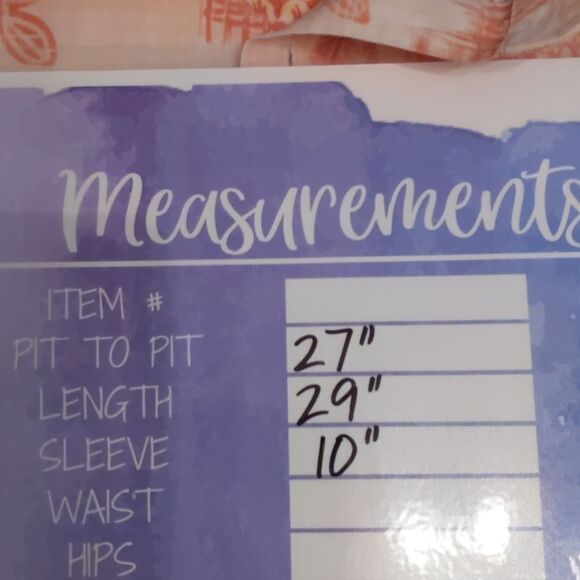 Measurements
ITEM #
PIT TO PIT 27"
LENGTH 29"
SLEEVE 10"
WAIST
HIPS